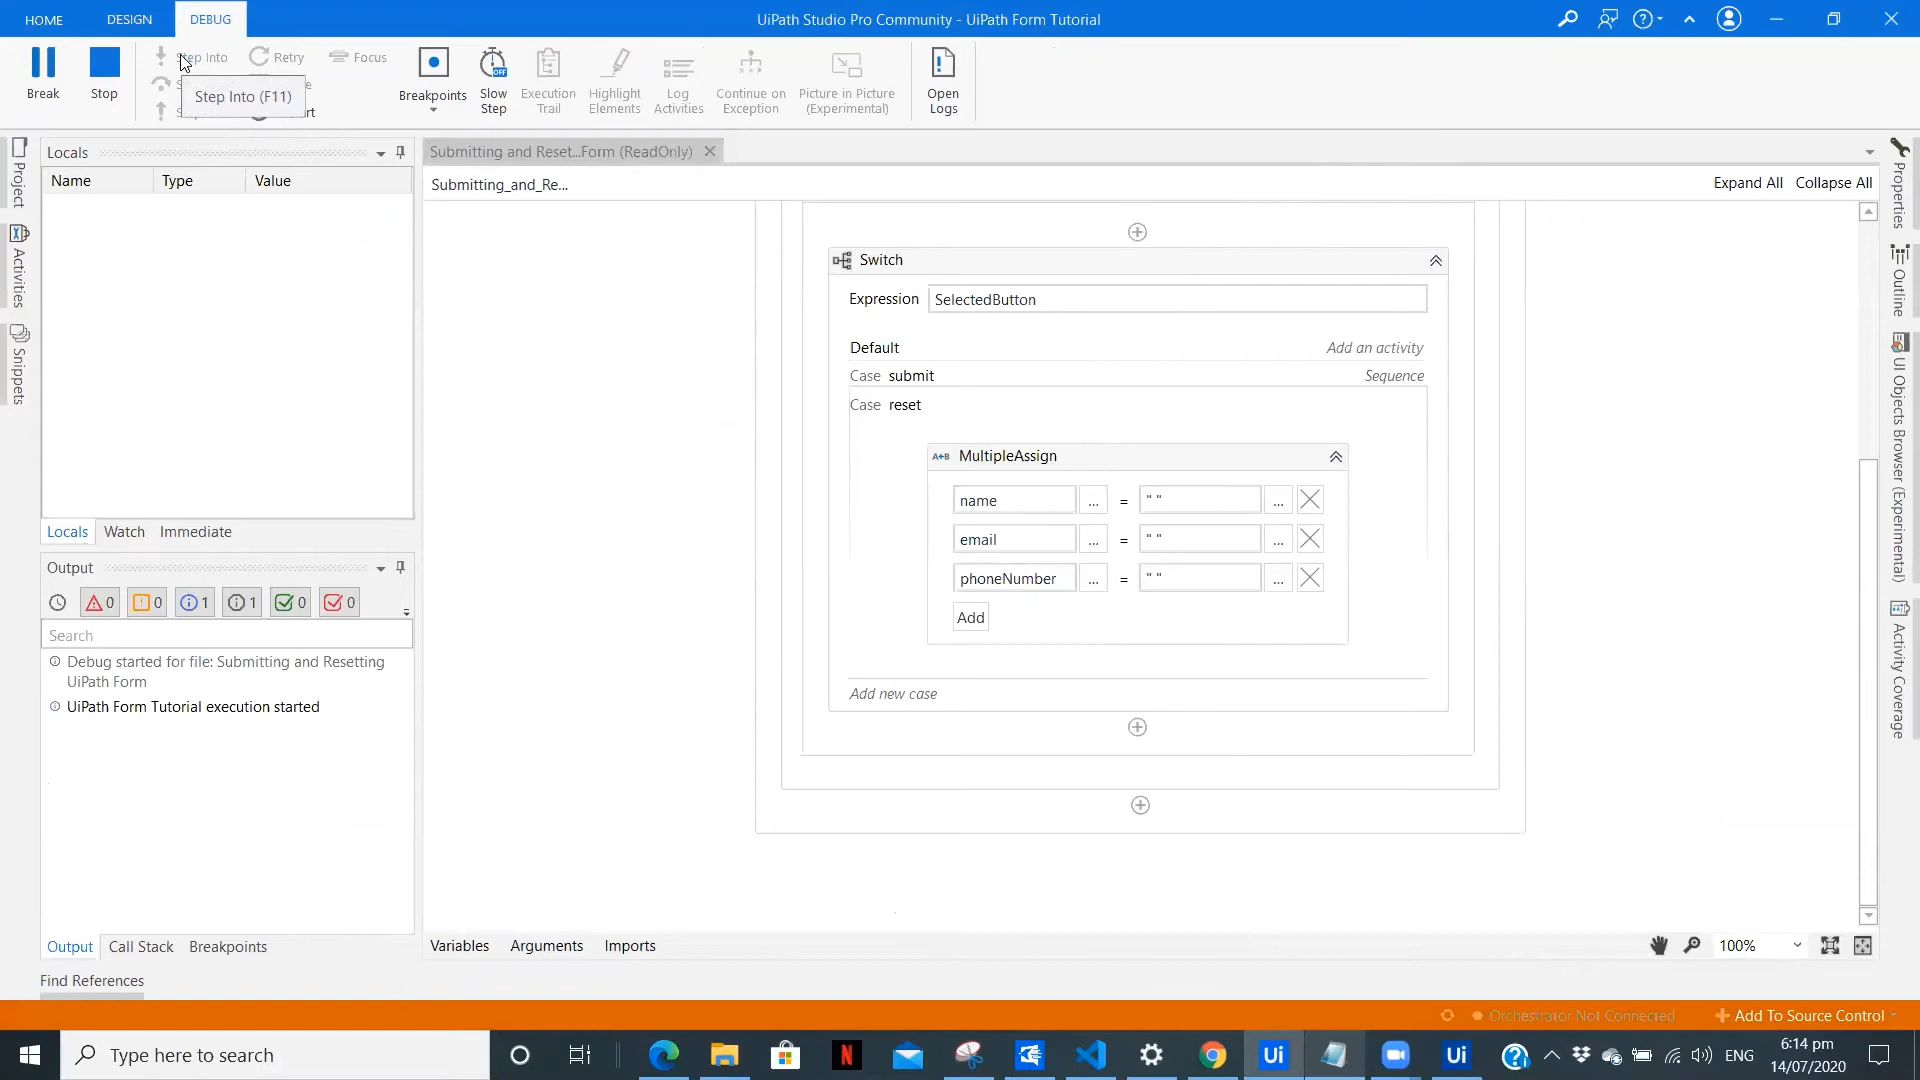 HOME DESIGN DEBUG UiPath Studio Pro Community - UiPath Form Tutorial
Break Stop Step Into Retry Focus Breakpoints Slow Step Execution Trail Highlight Elements Log Activities Continue on Exception Picture in Picture (Experimental) Open Logs
Step Into (F11)
Project
Activities
Snippets
Locals
Name Type Value
Locals Watch Immediate
Output
0 0 1 1 0 0
Search
Debug started for file: Submitting and Resetting
UiPath Form
UiPath Form Tutorial execution started
Output Call Stack Breakpoints
Find References
Submitting and Reset...Form (ReadOnly)
Submitting_and_Re... Expand All Collapse All
Switch
Expression SelectedButton
Default Add an activity
Case submit Sequence
Case reset
A+B MultipleAssign
name ... = " " ...
email ... = " " ...
phoneNumber ... = " " ...
Add
Add new case
Variables Arguments Imports 100%
Properties
Outline
UI Objects Browser (Experimental)
Activity Coverage
Orchestrator Not Connected Add To Source Control
Type here to search
ENG
6:14 pm
14/07/2020